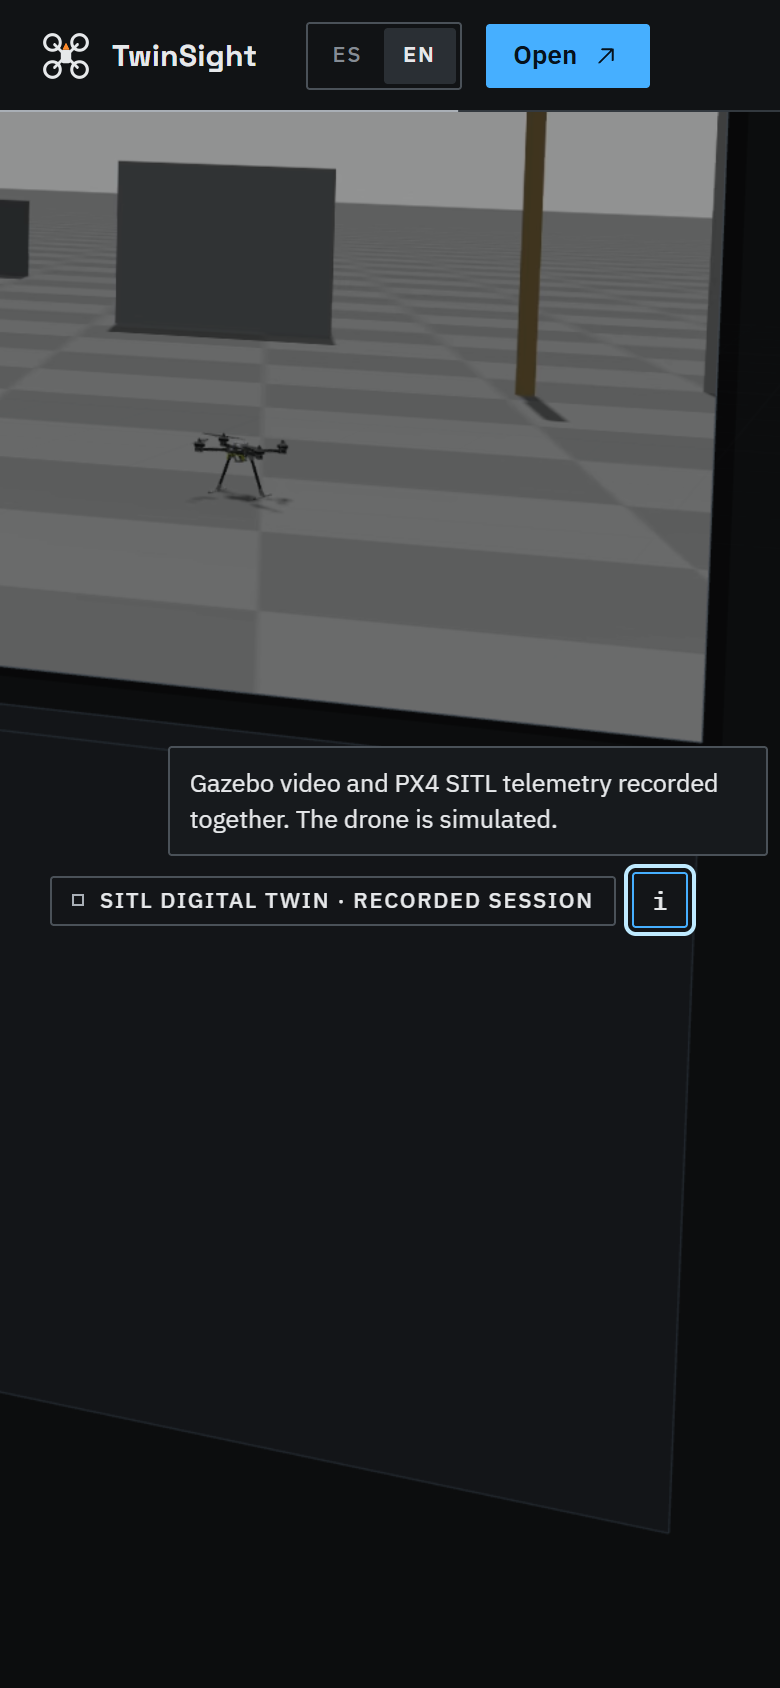 TwinSight
ES EN
Open
Gazebo video and PX4 SITL telemetry recorded
together. The drone is simulated.
SITL DIGITAL TWIN · RECORDED SESSION
i